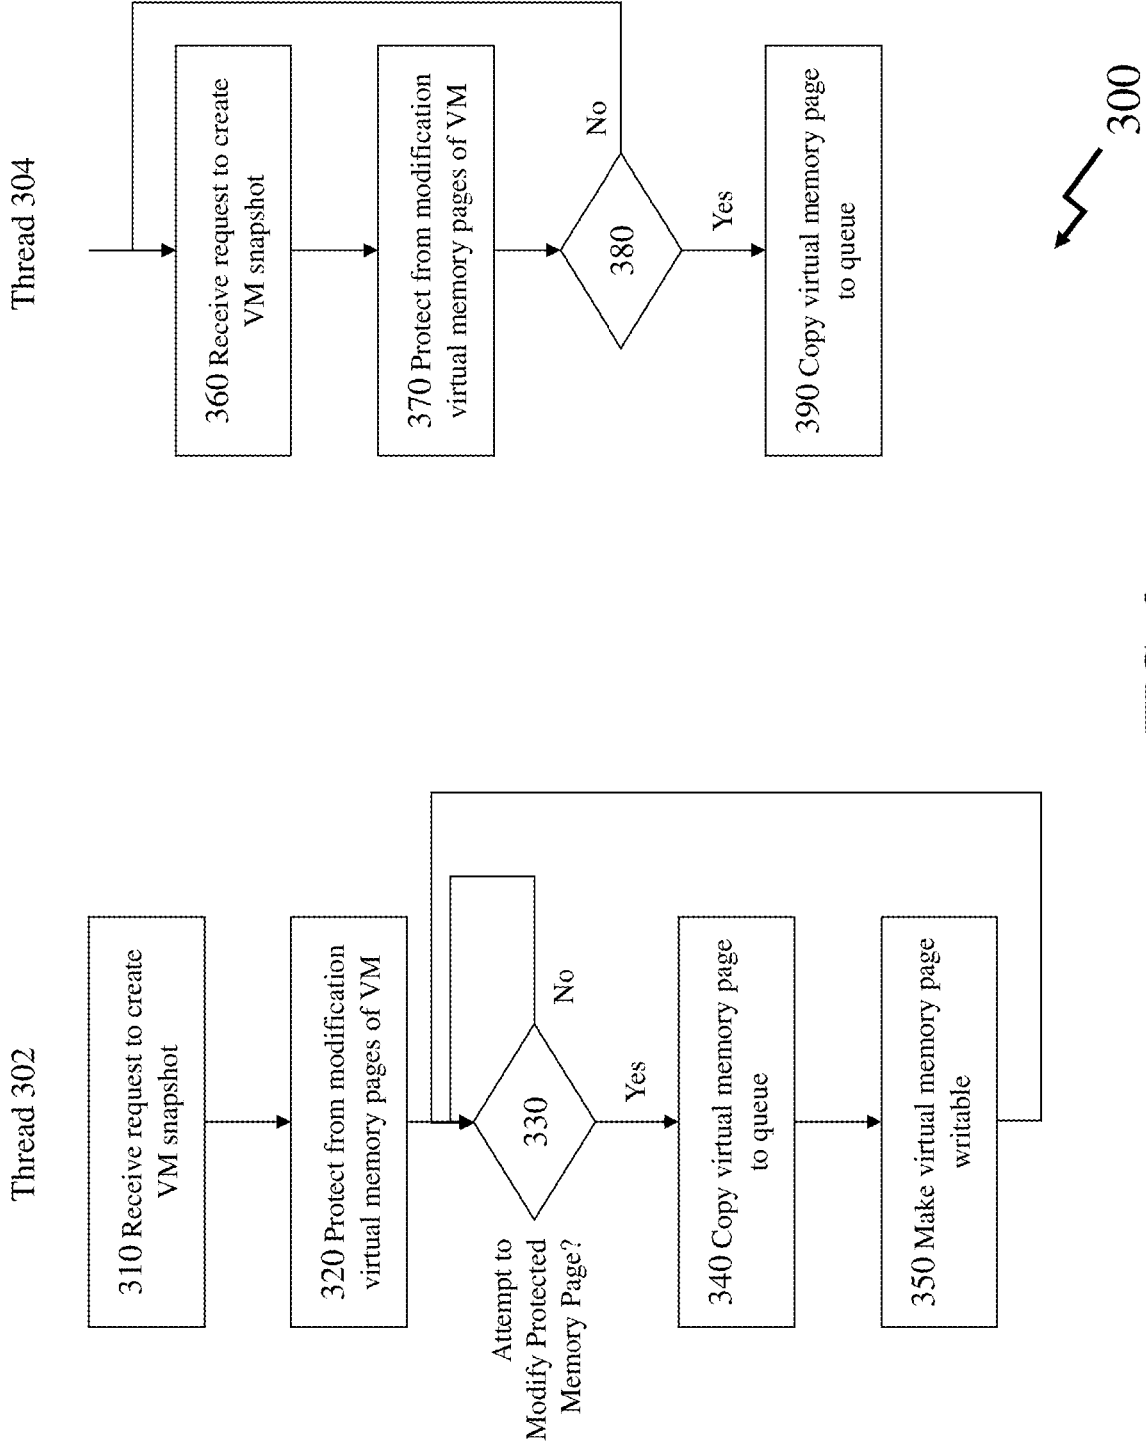 Thread 302
310 Receive request to create
VM snapshot
320 Protect from modification
virtual memory pages of VM
Attempt to
Modify Protected
Memory Page?
330
No
Yes
340 Copy virtual memory page
to queue
350 Make virtual memory page
writable
Thread 304
360 Receive request to create
VM snapshot
370 Protect from modification
virtual memory pages of VM
380
No
Yes
390 Copy virtual memory page
to queue
300